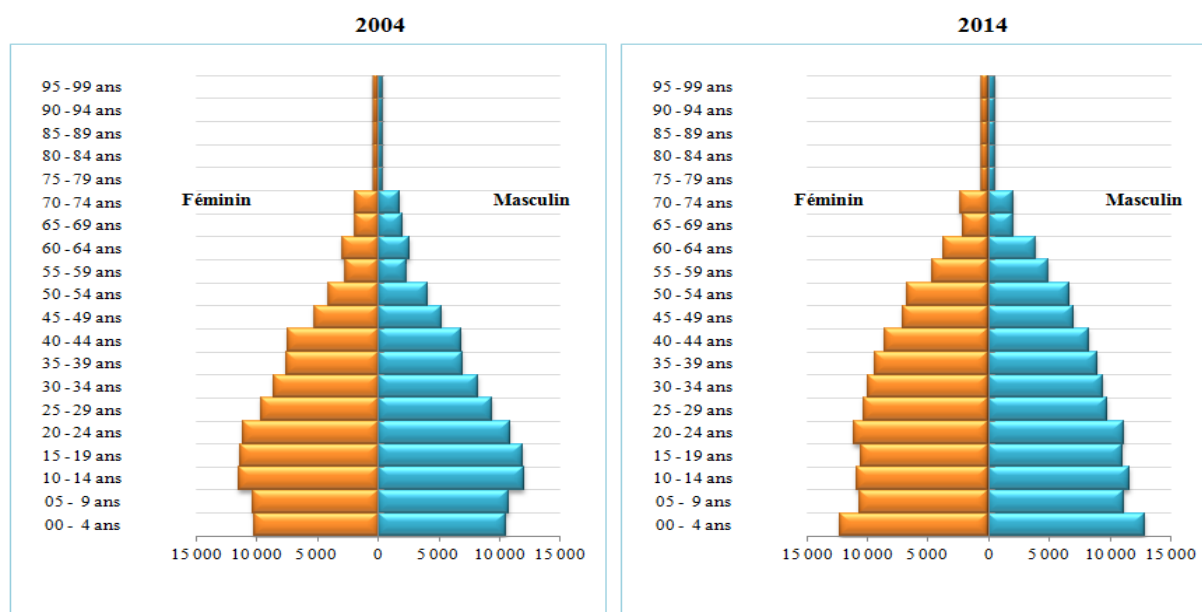 2004
95 - 99 ans
90 - 94 ans
85 - 89 ans
80 - 84 ans
75 - 79 ans
70 - 74 ans
65 - 69 ans
60 - 64 ans
55 - 59 ans
50 - 54 ans
45 - 49 ans
40 - 44 ans
35 - 39 ans
30 - 34 ans
25 - 29 ans
20 - 24 ans
15 - 19 ans
10 - 14 ans
05 - 9 ans
00 - 4 ans
Féminin Masculin
15 000 10 000 5 000 0 5 000 10 000 15 000
2014
95 - 99 ans
90 - 94 ans
85 - 89 ans
80 - 84 ans
75 - 79 ans
70 - 74 ans
65 - 69 ans
60 - 64 ans
55 - 59 ans
50 - 54 ans
45 - 49 ans
40 - 44 ans
35 - 39 ans
30 - 34 ans
25 - 29 ans
20 - 24 ans
15 - 19 ans
10 - 14 ans
05 - 9 ans
00 - 4 ans
Féminin Masculin
15 000 10 000 5 000 0 5 000 10 000 15 000